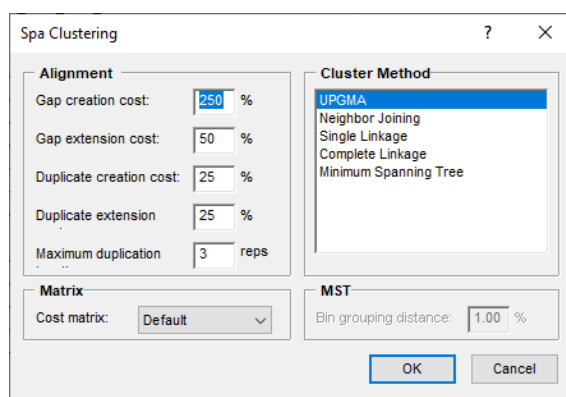 Spa Clustering
?
Alignment
Gap creation cost: 250 %
Gap extension cost: 50 %
Duplicate creation cost: 25 %
Duplicate extension 25 %
Maximum duplication 3 reps
Cluster Method
UPGMA
Neighbor Joining
Single Linkage
Complete Linkage
Minimum Spanning Tree
Matrix
Cost matrix: Default
MST
Bin grouping distance: 1.00 %
OK Cancel